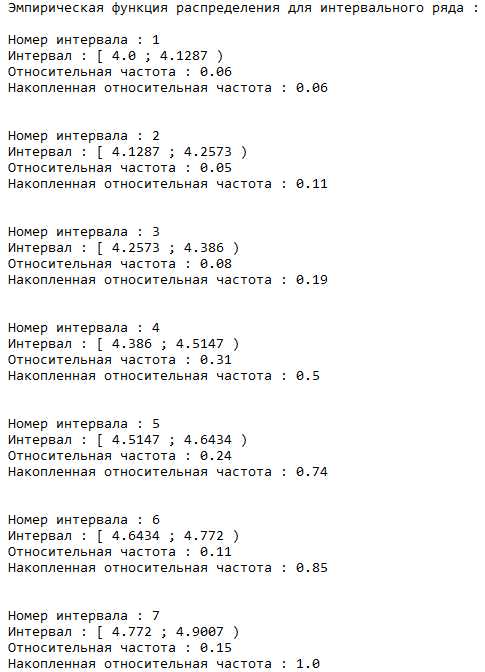 Эмпирическая функция распределения для интервального ряда :
Номер интервала : 1
Интервал : [ 4.0 ; 4.1287 )
Относительная частота : 0.06
Накопленная относительная частота : 0.06
Номер интервала : 2
Интервал : [ 4.1287 ; 4.2573 )
Относительная частота : 0.05
Накопленная относительная частота : 0.11
Номер интервала : 3
Интервал : [ 4.2573 ; 4.386 )
Относительная частота : 0.08
Накопленная относительная частота : 0.19
Номер интервала : 4
Интервал : [ 4.386 ; 4.5147 )
Относительная частота : 0.31
Накопленная относительная частота : 0.5
Номер интервала : 5
Интервал : [ 4.5147 ; 4.6434 )
Относительная частота : 0.24
Накопленная относительная частота : 0.74
Номер интервала : 6
Интервал : [ 4.6434 ; 4.772 )
Относительная частота : 0.11
Накопленная относительная частота : 0.85
Номер интервала : 7
Интервал : [ 4.772 ; 4.9007 )
Относительная частота : 0.15
Накопленная относительная частота : 1.0